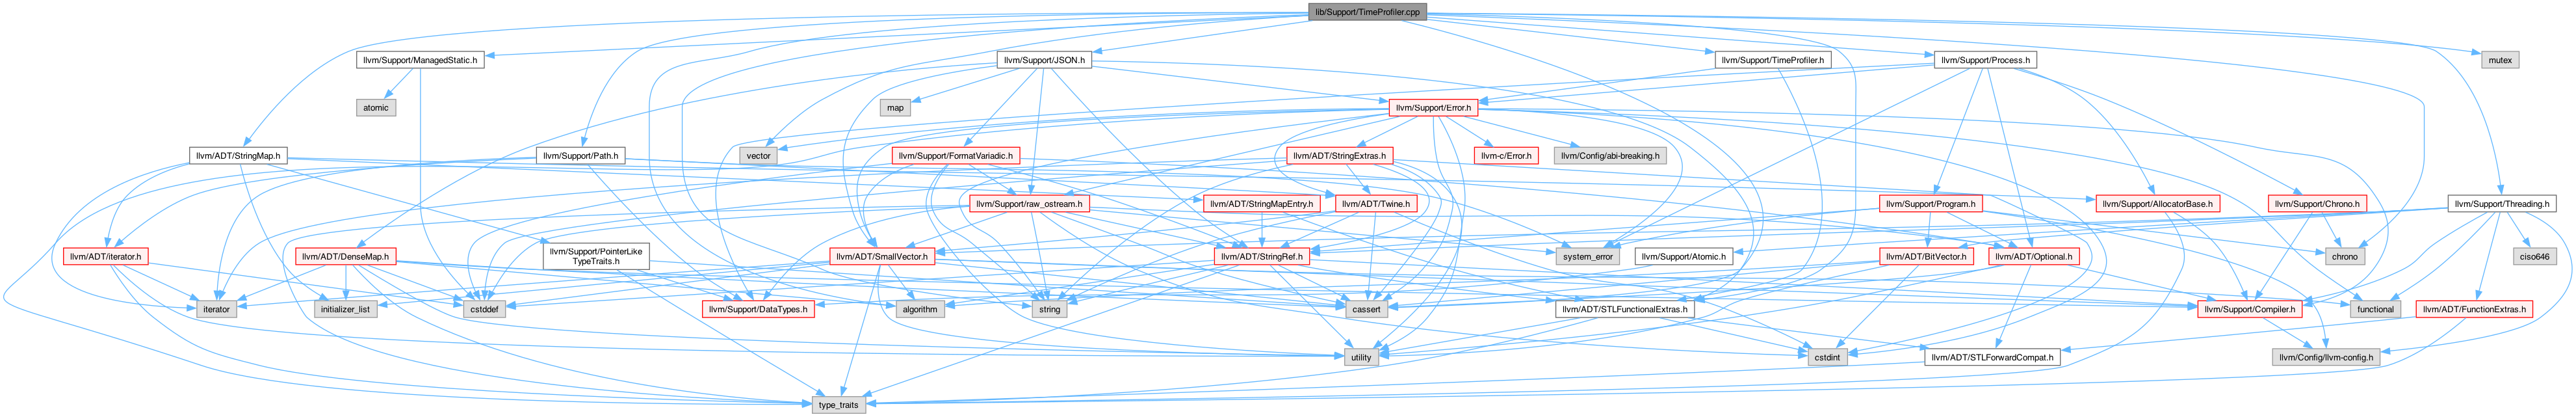 lib/Support/TimeProfiler.cpp
llvm/Support/ManagedStatic.h
llvm/Support/JSON.h
llvm/Support/TimeProfiler.h
llvm/Support/Process.h
mutex
atomic
map
llvm/Support/Error.h
llvm/ADT/StringMap.h
llvm/Support/Path.h
vector
llvm/Support/FormatVariadic.h
llvm/ADT/StringExtras.h
llvm-c/Error.h
llvm/Config/abi-breaking.h
llvm/Support/raw_ostream.h
llvm/ADT/StringMapEntry.h
llvm/ADT/Twine.h
llvm/Support/Program.h
llvm/Support/AllocatorBase.h
llvm/Support/Chrono.h
llvm/Support/Threading.h
llvm/ADT/iterator.h
llvm/ADT/DenseMap.h
llvm/Support/PointerLike
TypeTraits.h
llvm/ADT/SmallVector.h
llvm/ADT/StringRef.h
system_error
llvm/Support/Atomic.h
llvm/ADT/BitVector.h
llvm/ADT/Optional.h
chrono
ciso646
iterator
initializer_list
cstddef
llvm/Support/DataTypes.h
algorithm
string
cassert
llvm/ADT/STLFunctionalExtras.h
llvm/Support/Compiler.h
functional
llvm/ADT/FunctionExtras.h
utility
cstdint
llvm/ADT/STLForwardCompat.h
llvm/Config/llvm-config.h
type_traits